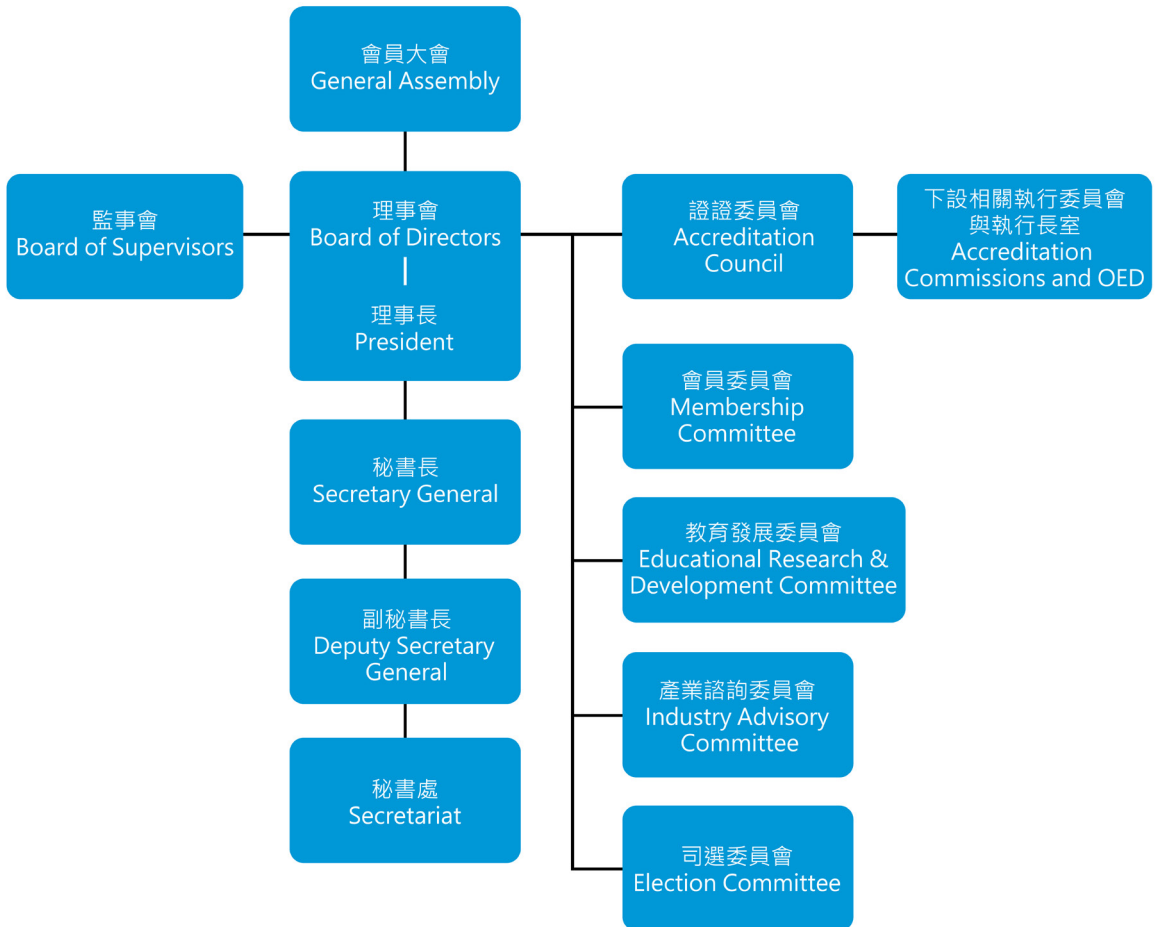 會員大會
General Assembly
監事會
Board of Supervisors
理事會
Board of Directors
理事長
President
證證委員會
Accreditation
Council
下設相關執行委員會
與執行長室
Accreditation
Commissions and OED
會員委員會
Membership
Committee
秘書長
Secretary General
教育發展委員會
Educational Research &
Development Committee
副秘書長
Deputy Secretary
General
產業諮詢委員會
Industry Advisory
Committee
秘書處
Secretariat
司選委員會
Election Committee